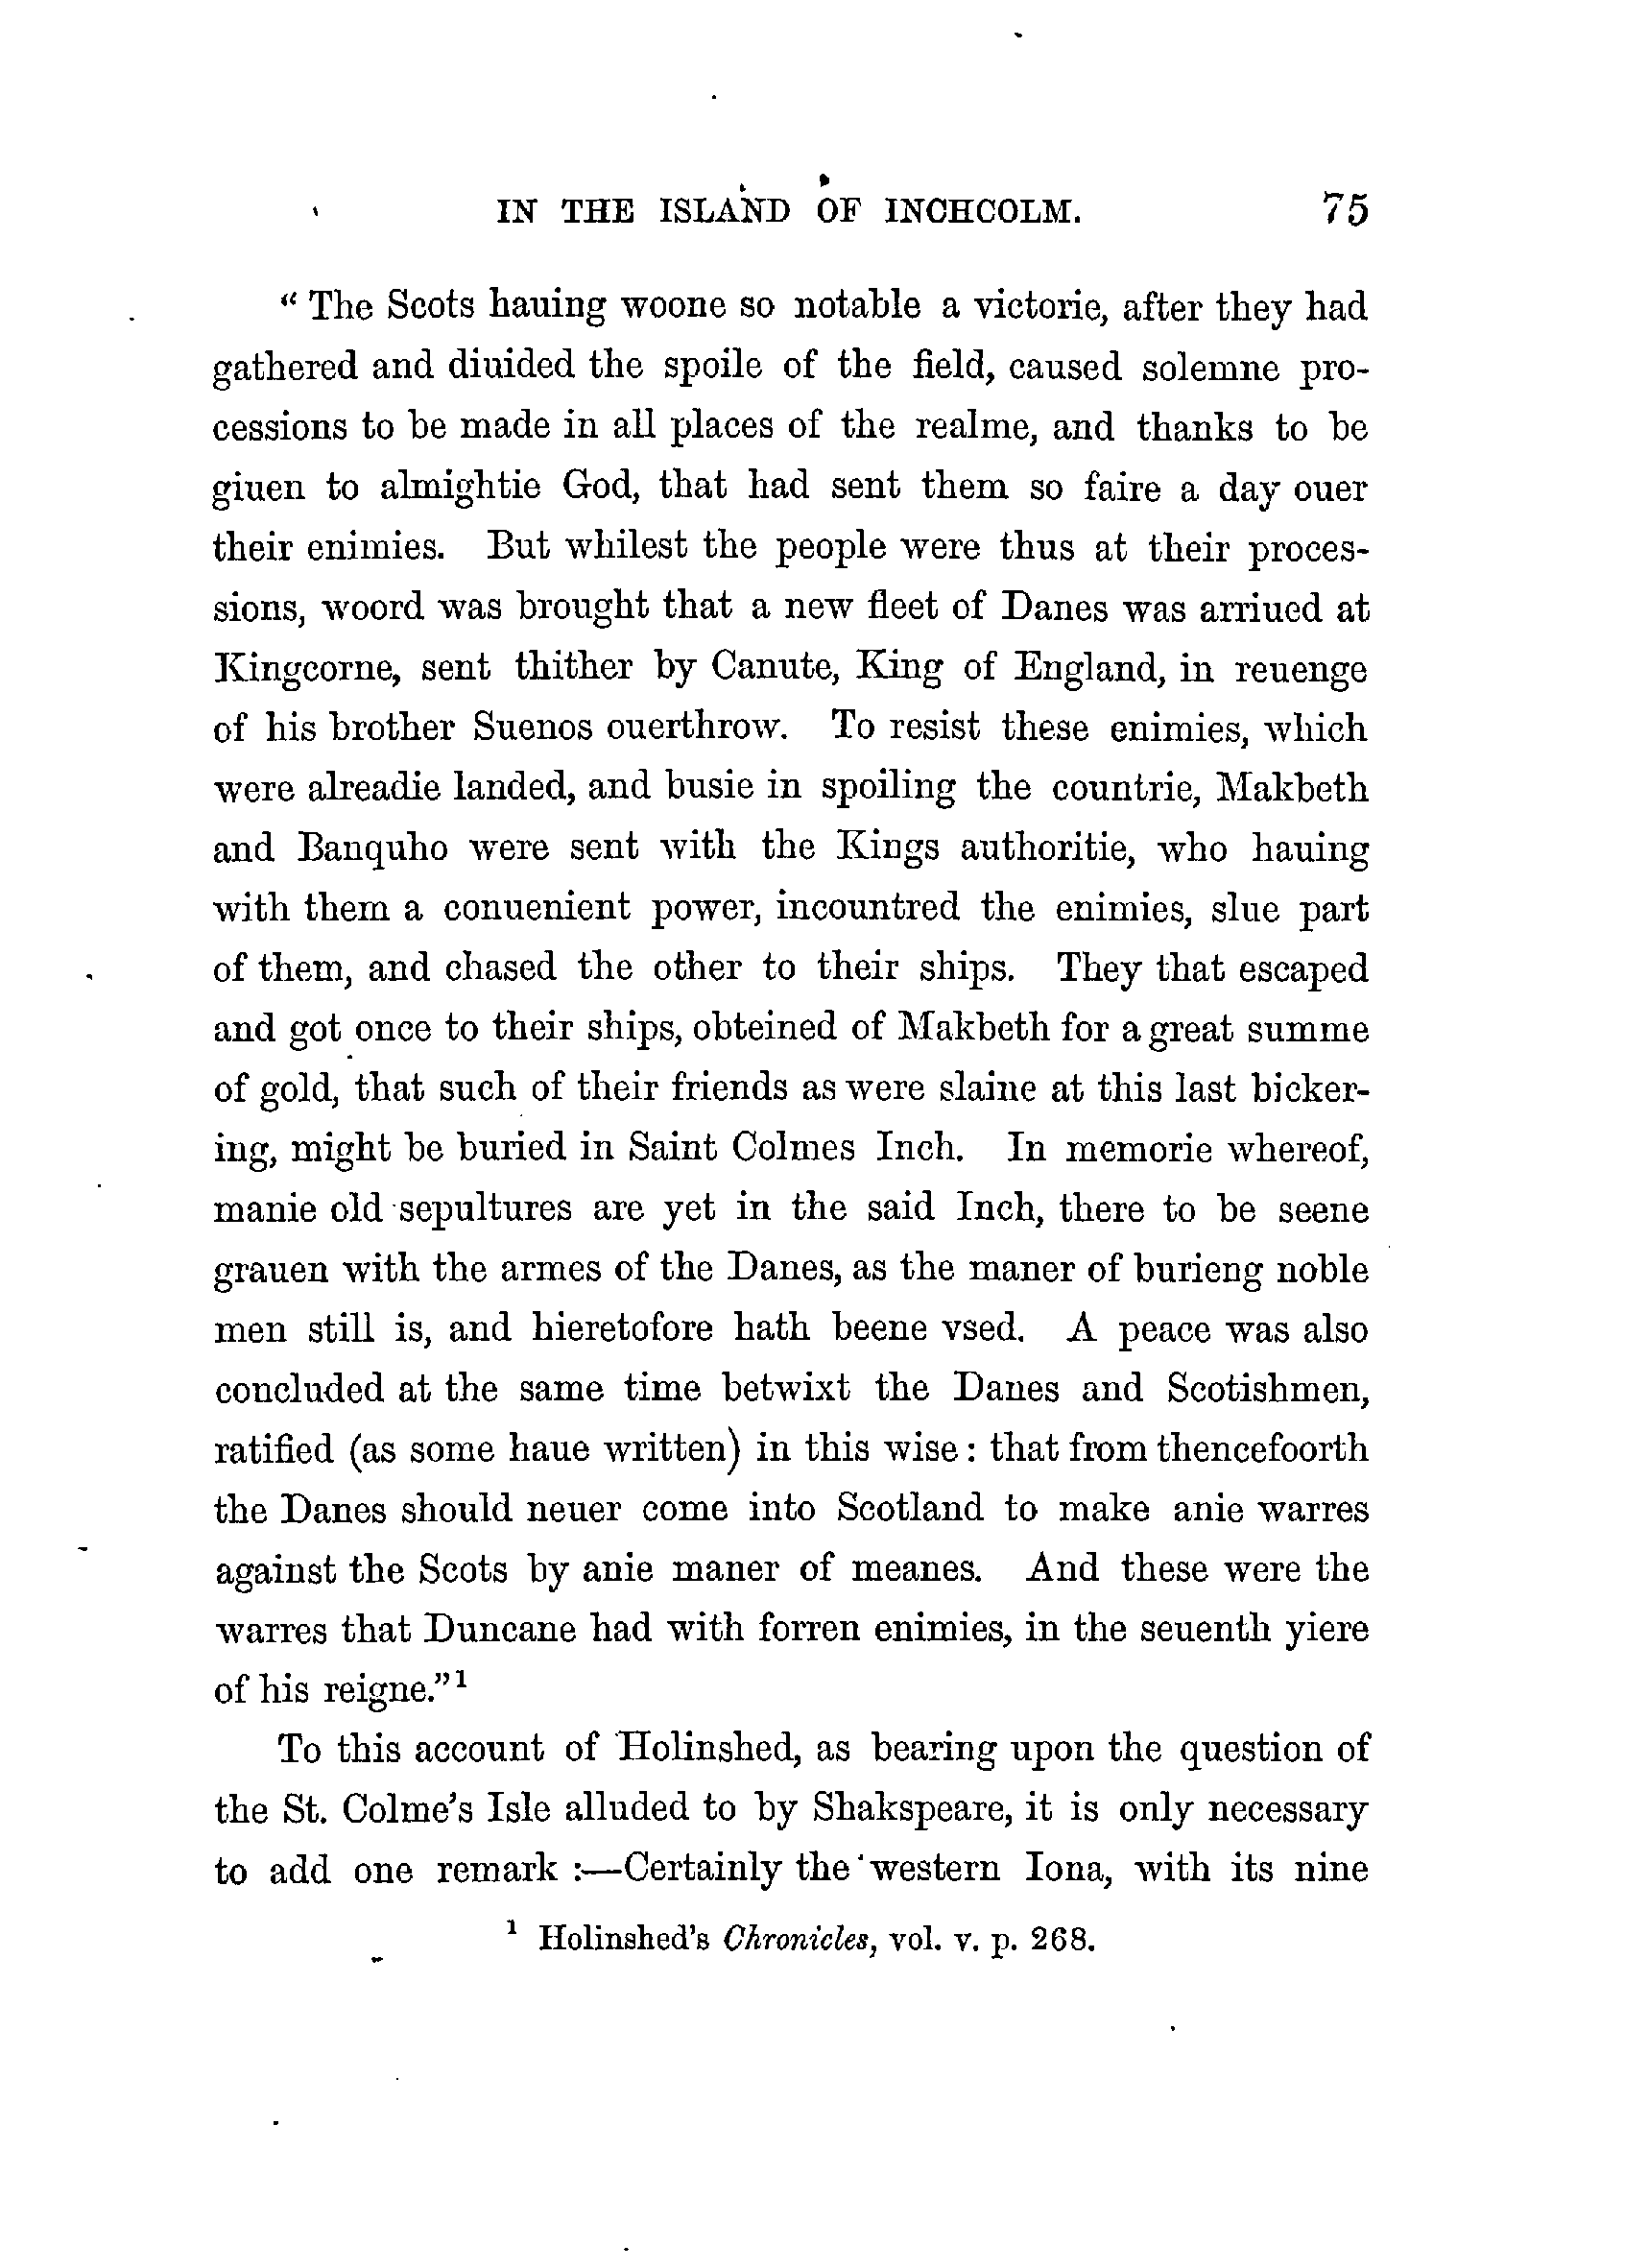 IN THE ISLAND OF INCHCOLM. 75
“ The Scots hauing woone so notable a victorie, after they had
gathered and diuided the spoile of the field, caused solemne pro-
cessions to be made in all places of the realme, and thanks to be
giuen to almightie God, that had sent them so faire a day ouer
their enimies. But whilest the people were thus at their proces-
sions, woord was brought that a new fleet of Danes was arriued at
Kingcorne, sent thither by Canute, King of England, in reuenge
of his brother Suenos ouerthrow. To resist these enimies, which
were alreadie landed, and busie in spoiling the countrie, Makbeth
and Banquho were sent with the Kings authoritie, who hauing
with them a conuenient power, incountred the enimies, slue part
of them, and chased the other to their ships. They that escaped
and got once to their ships, obteined of Makbeth for a great summe
of gold, that such of their friends as were slaine at this last bicker-
ing, might be buried in Saint Colmes Inch. In memorie whereof,
manie old sepultures are yet in the said Inch, there to be seene
grauen with the armes of the Danes, as the maner of burieng noble
men still is, and hieretofore hath beene vsed. A peace was also
concluded at the same time betwixt the Danes and Scotishmen,
ratified (as some haue written) in this wise : that from thencefoorth
the Danes should neuer come into Scotland to make anie warres
against the Scots by anie maner of meanes. And these were the
warres that Duncane had with forren enimies, in the seuenth yiere
of his reigne.”¹
To this account of Holinshed, as bearing upon the question of
the St. Colme’s Isle alluded to by Shakspeare, it is only necessary
to add one remark :—Certainly the western Iona, with its nine
¹ Holinshed’s Chronicles, vol. v. p. 268.